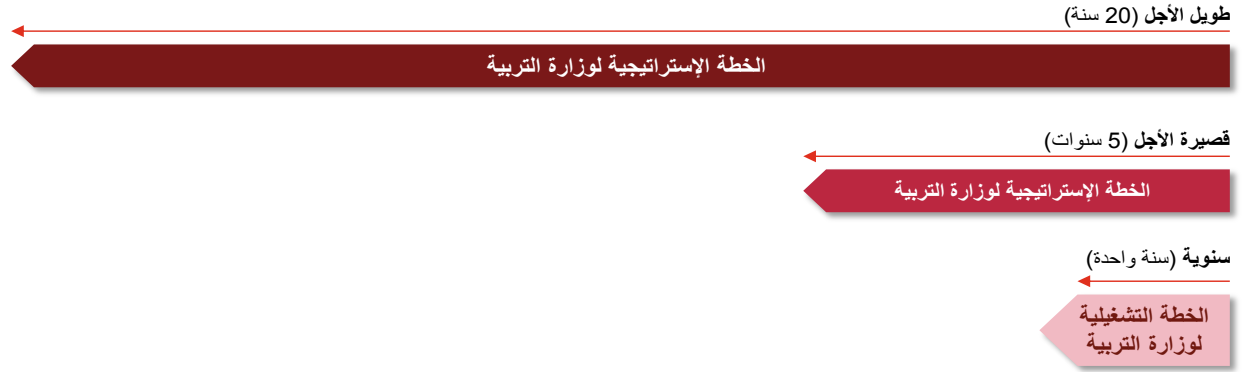 طويل الأجل (20 سنة)
الخطة الإستراتيجية لوزارة التربية
قصيرة الأجل (5 سنوات)
الخطة الإستراتيجية لوزارة التربية
سنوية (سنة واحدة)
الخطة التشغيلية
لوزارة التربية